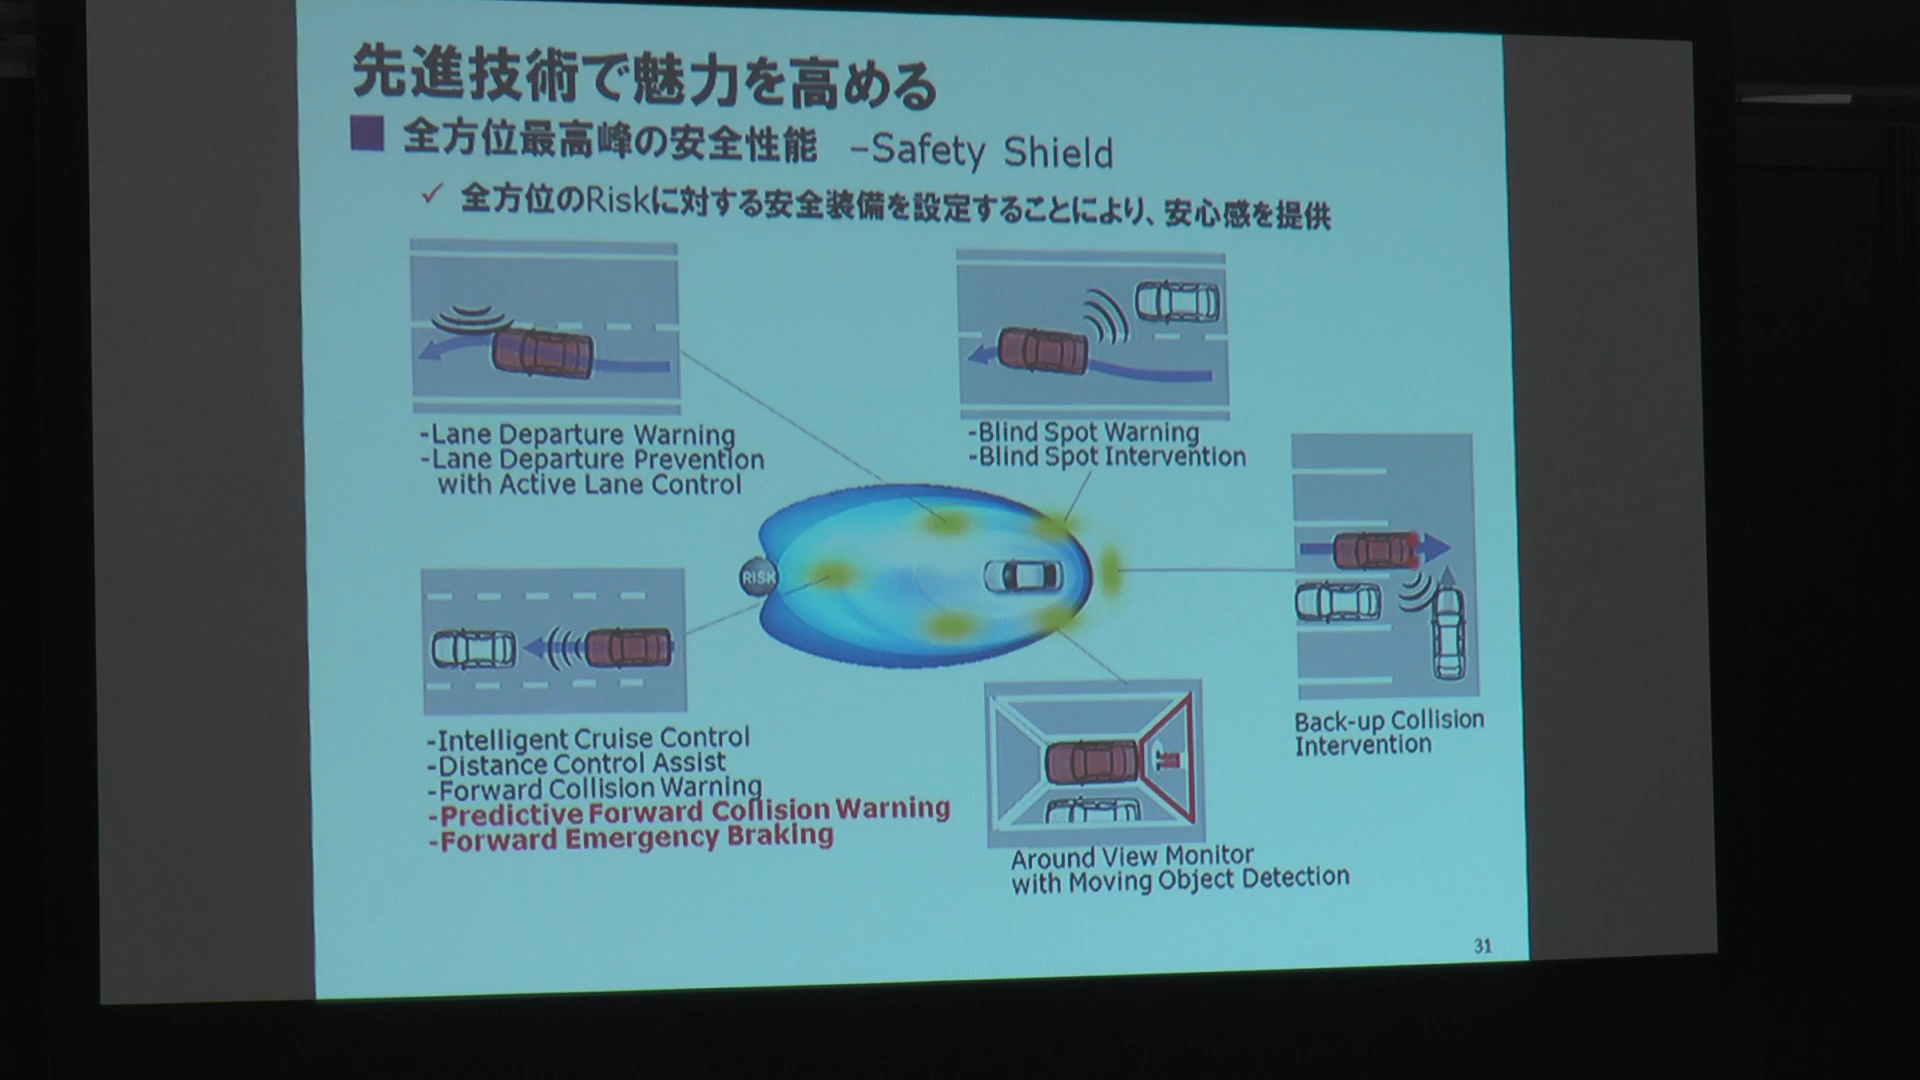 先進技術で魅力を高める
全方位最高峰の安全性能 –Safety Shield
✓ 全方位のRiskに対する安全装備を設定することにより、安心感を提供
-Lane Departure Warning
-Lane Departure Prevention
with Active Lane Control
-Blind Spot Warning
-Blind Spot Intervention
RISK
-Intelligent Cruise Control
-Distance Control Assist
-Forward Collision Warning
-Predictive Forward Collision Warning
-Forward Emergency Braking
Back-up Collision
Intervention
Around View Monitor
with Moving Object Detection
31